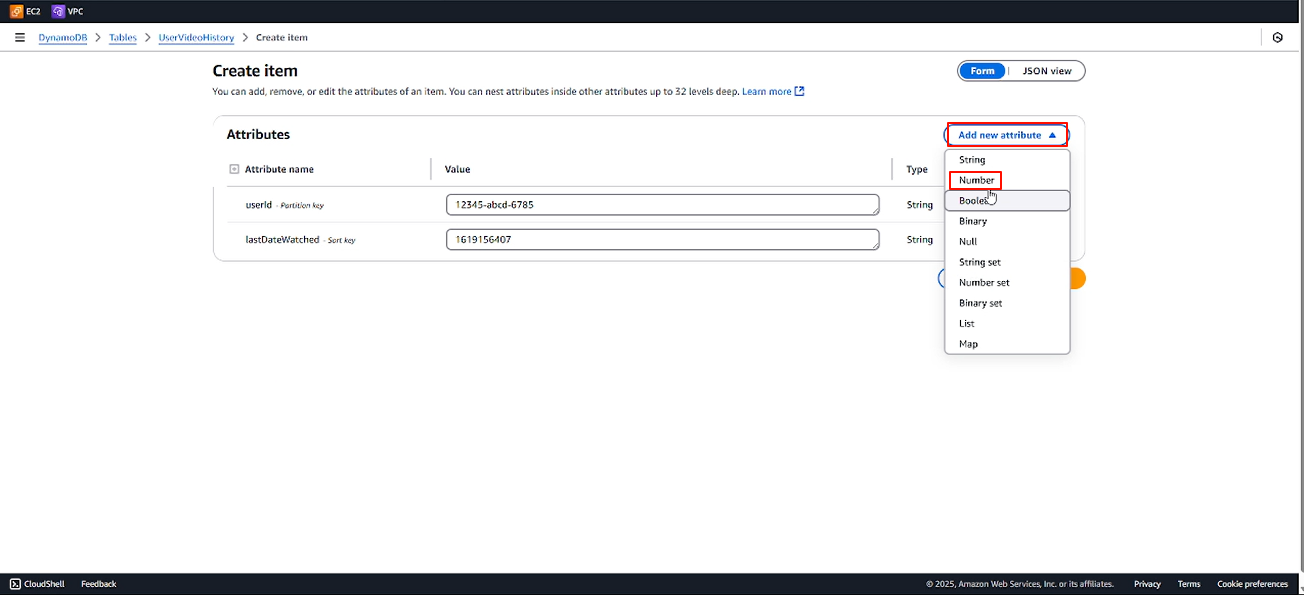 EC2 VPC
DynamoDB > Tables > UserVideoHistory > Create item
Create item
Form | JSON view
You can add, remove, or edit the attributes of an item. You can nest attributes inside other attributes up to 32 levels deep. Learn more
Attributes
Add new attribute
Attribute name Value Type
userId - Partition key 12345-abcd-6785 String
lastDateWatched - Sort key 1619156407 String
String
Number
Binary
Null
String set
Number set
Binary set
List
Map
CloudShell Feedback © 2025, Amazon Web Services, Inc. or its affiliates. Privacy Terms Cookie preferences